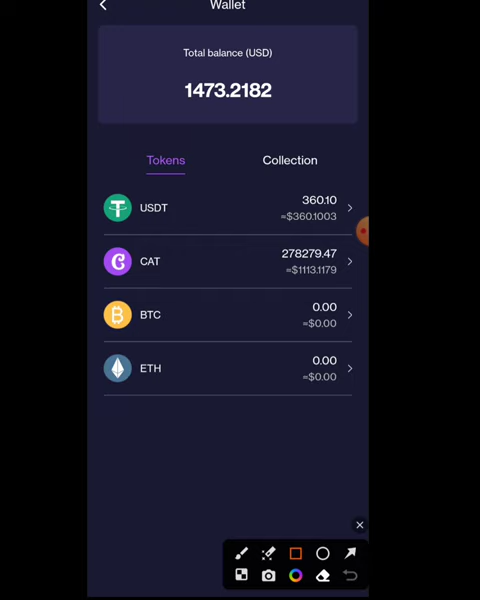 Wallet
Total balance (USD)
1473.2182
Tokens Collection
USDT 360.10
≈$360.1003
CAT 278279.47
≈$1113.1179
BTC 0.00
≈$0.00
ETH 0.00
≈$0.00